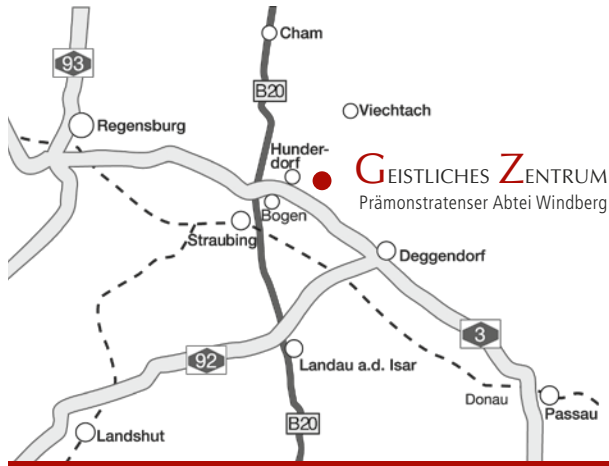 Cham
93
B20
Viechtach
Regensburg
Hunder-
dorf
GEISTLICHES ZENTRUM
Prämonstratenser Abtei Windberg
Bogen
Straubing
Deggendorf
3
92
Landau a.d. Isar
Donau
Passau
B20
Landshut